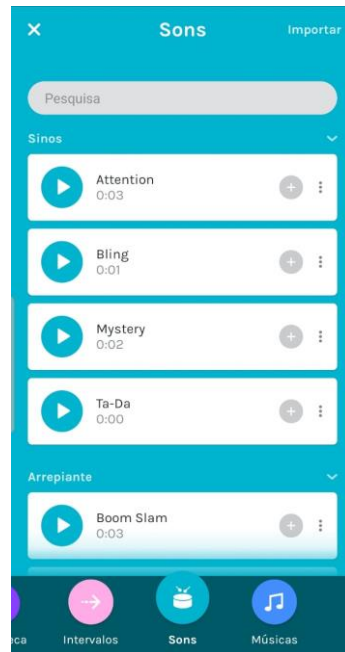 Sons
Importar
Pesquisa
Sinos
Attention
0:03
Bling
0:01
Mystery
0:02
Ta-Da
0:00
Arrepiante
Boom Slam
0:03
eca
Intervalos
Sons
Músicas